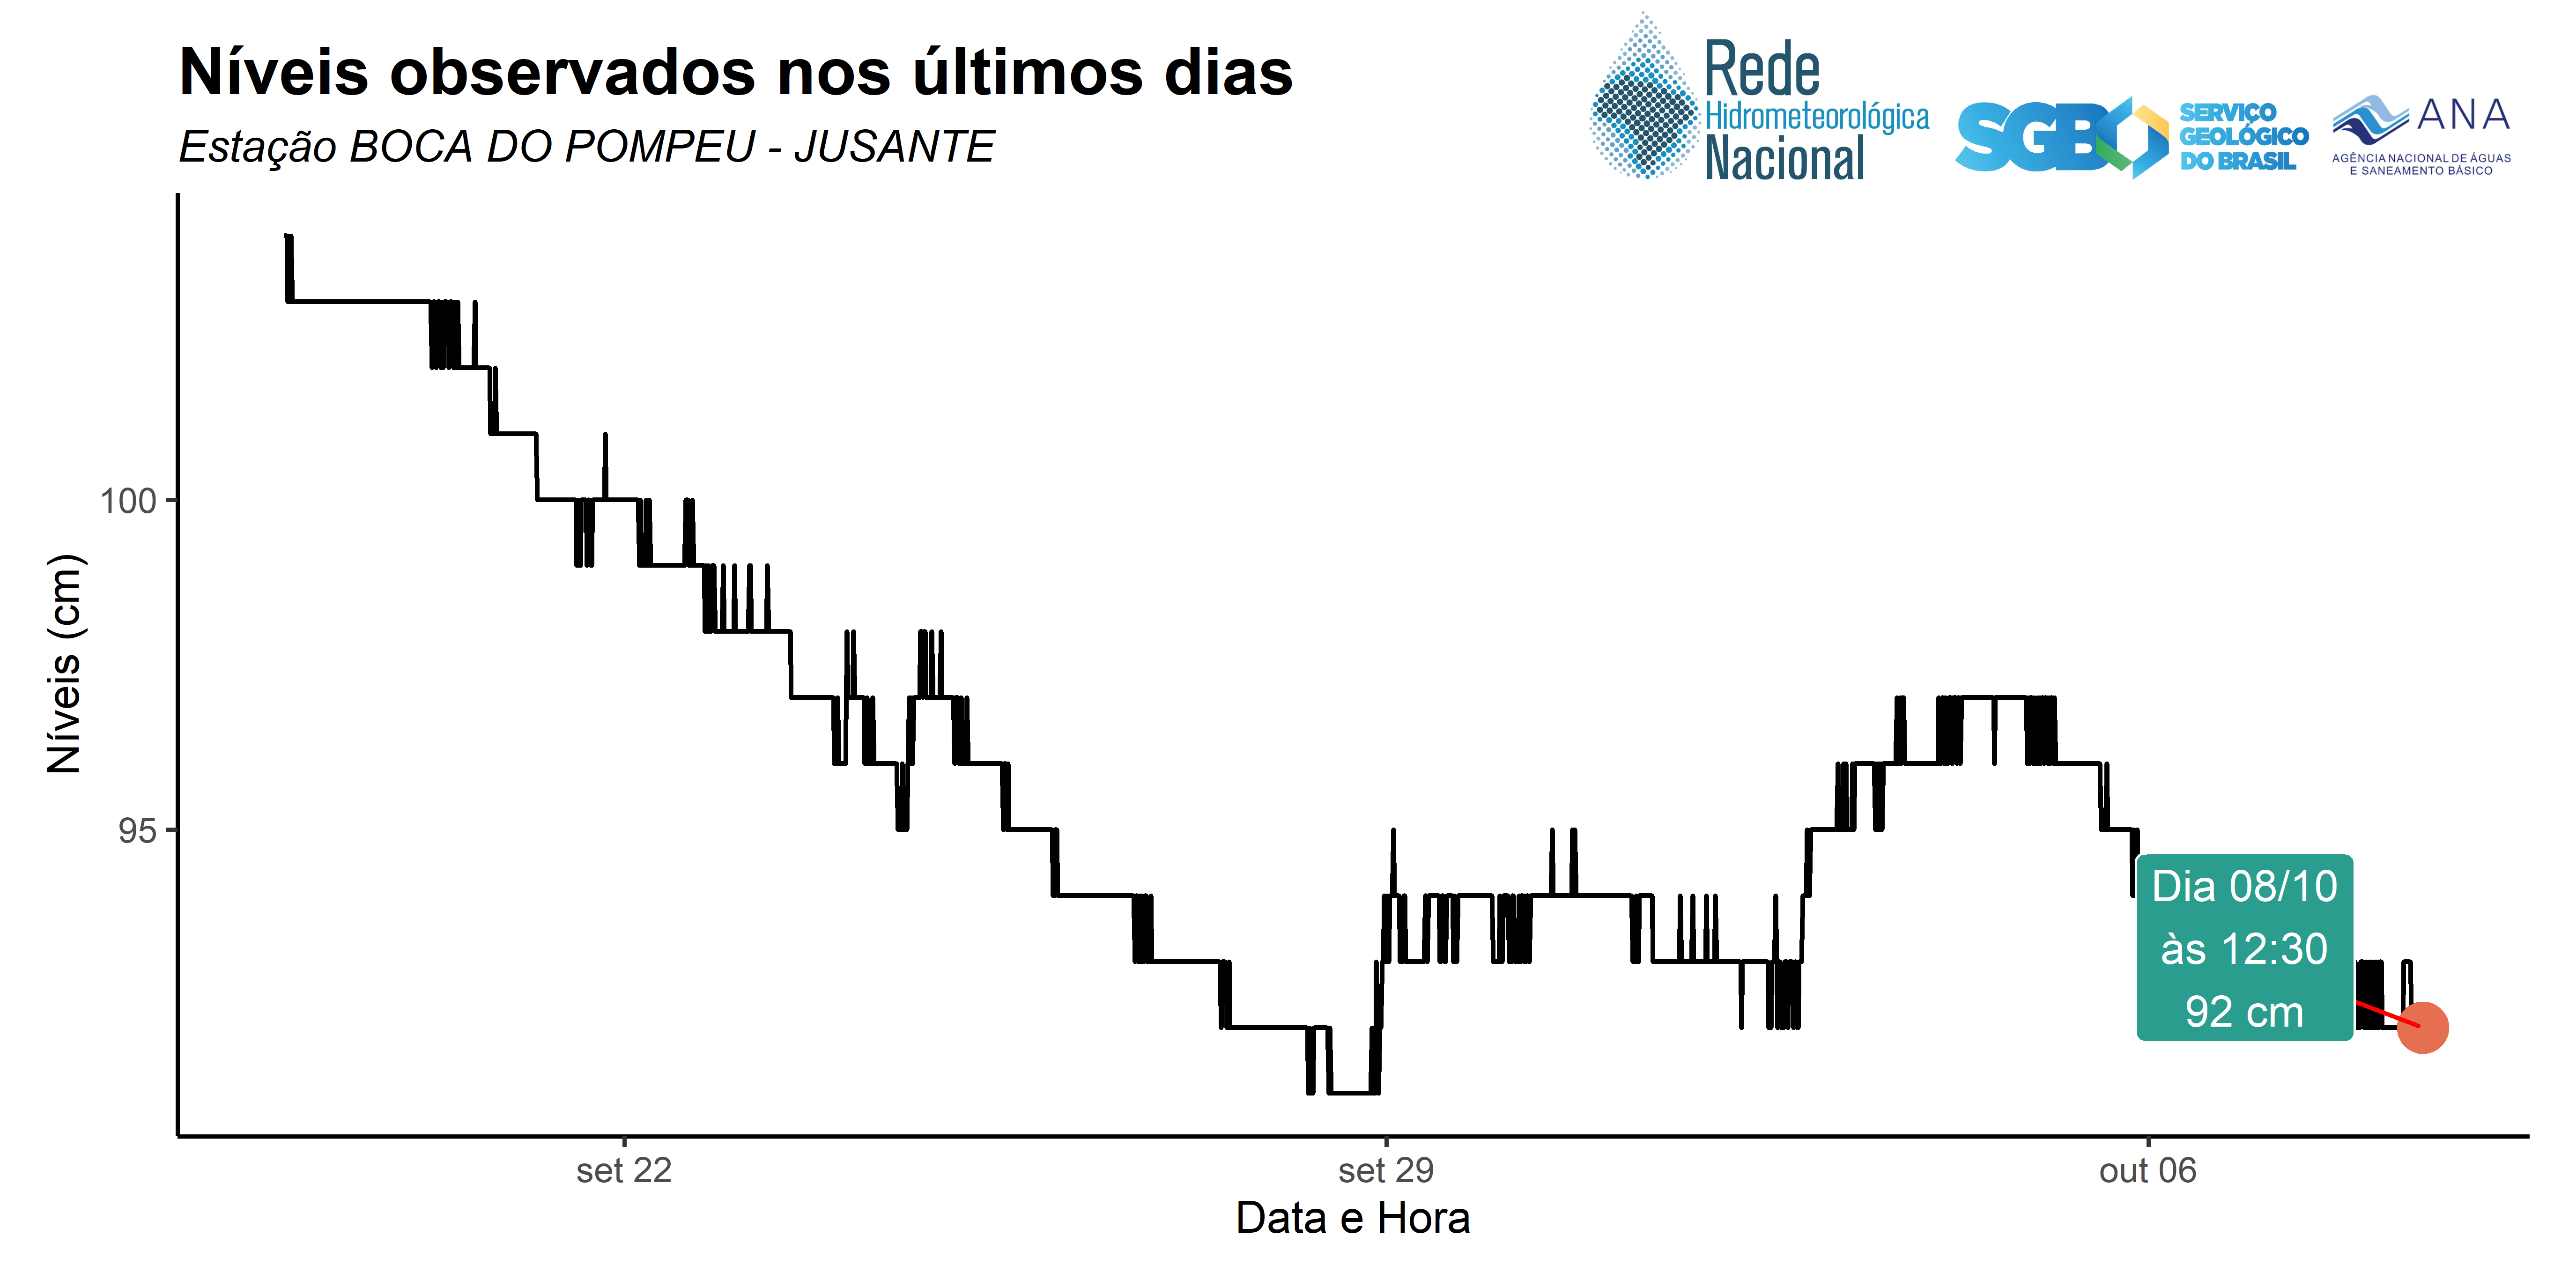 Níveis observados nos últimos dias
Estação BOCA DO POMPEU - JUSANTE
Rede
Hidrometeorológica
Nacional
SGB
SERVIÇO
GEOLÓGICO
DO BRASIL
ANA
AGÊNCIA NACIONAL DE ÁGUAS
E SANEAMENTO BÁSICO
Níveis (cm)
100
95
Dia 08/10
às 12:30
92 cm
set 22
set 29
out 06
Data e Hora